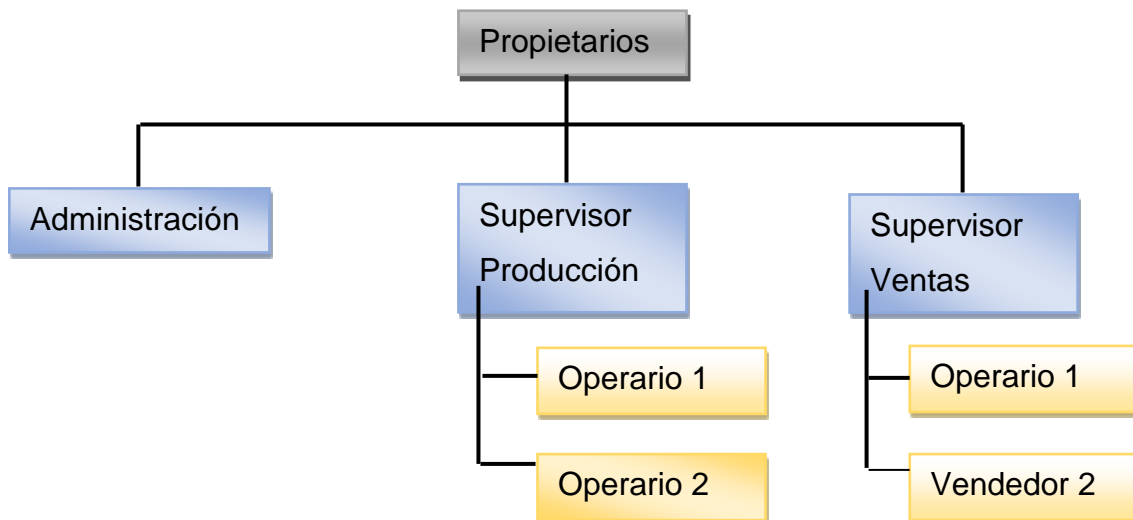 Propietarios
Administración
Supervisor
Producción
Supervisor
Ventas
Operario 1
Operario 2
Operario 1
Vendedor 2